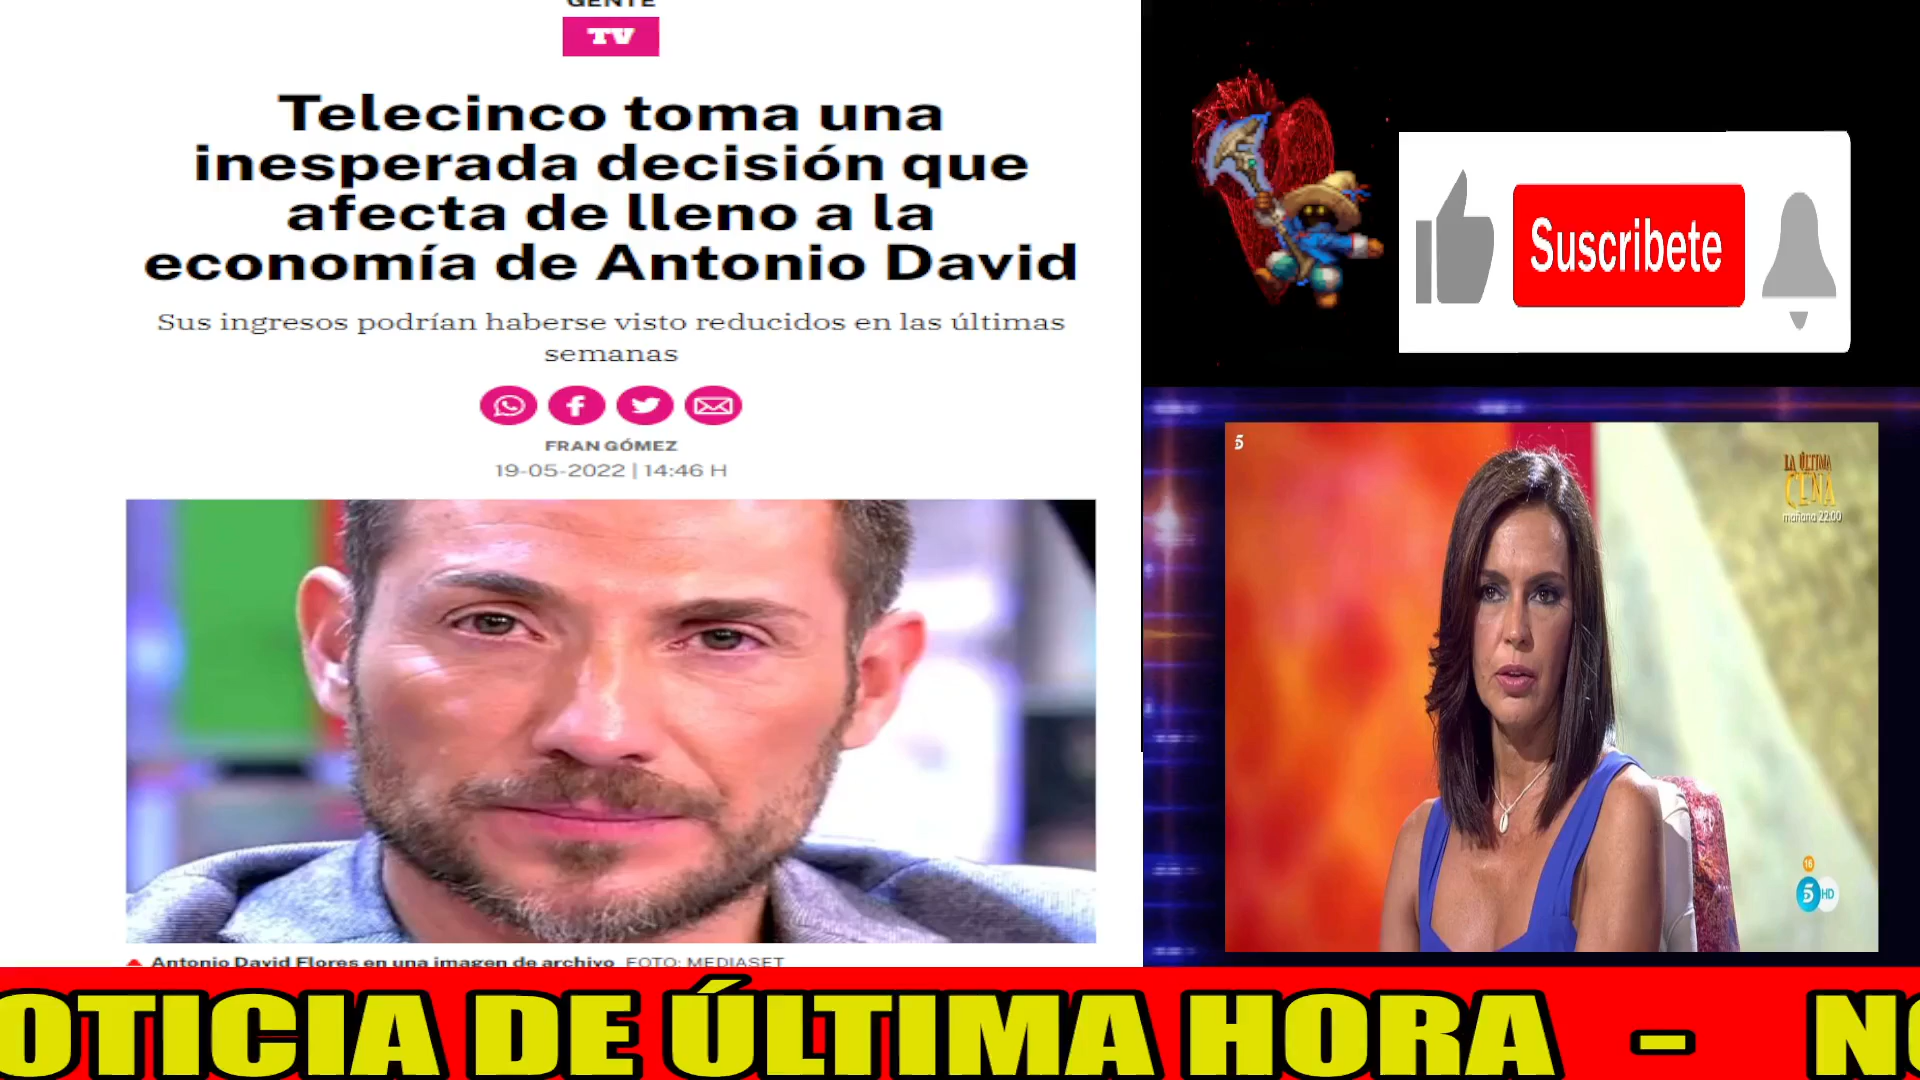 GENTE
TV
Telecinco toma una
inesperada decisión que
afecta de lleno a la
economía de Antonio David
Sus ingresos podrían haberse visto reducidos en las últimas
semanas
FRAN GÓMEZ
19-05-2022 | 14:46 H
Antonio David Flores en una imagen de archivo FOTO: MEDIASET
Suscribete
5
LA ÚLTIMA
CENA
mañana 22:00
16
5 HD
OTICIA DE ÚLTIMA HORA - NO